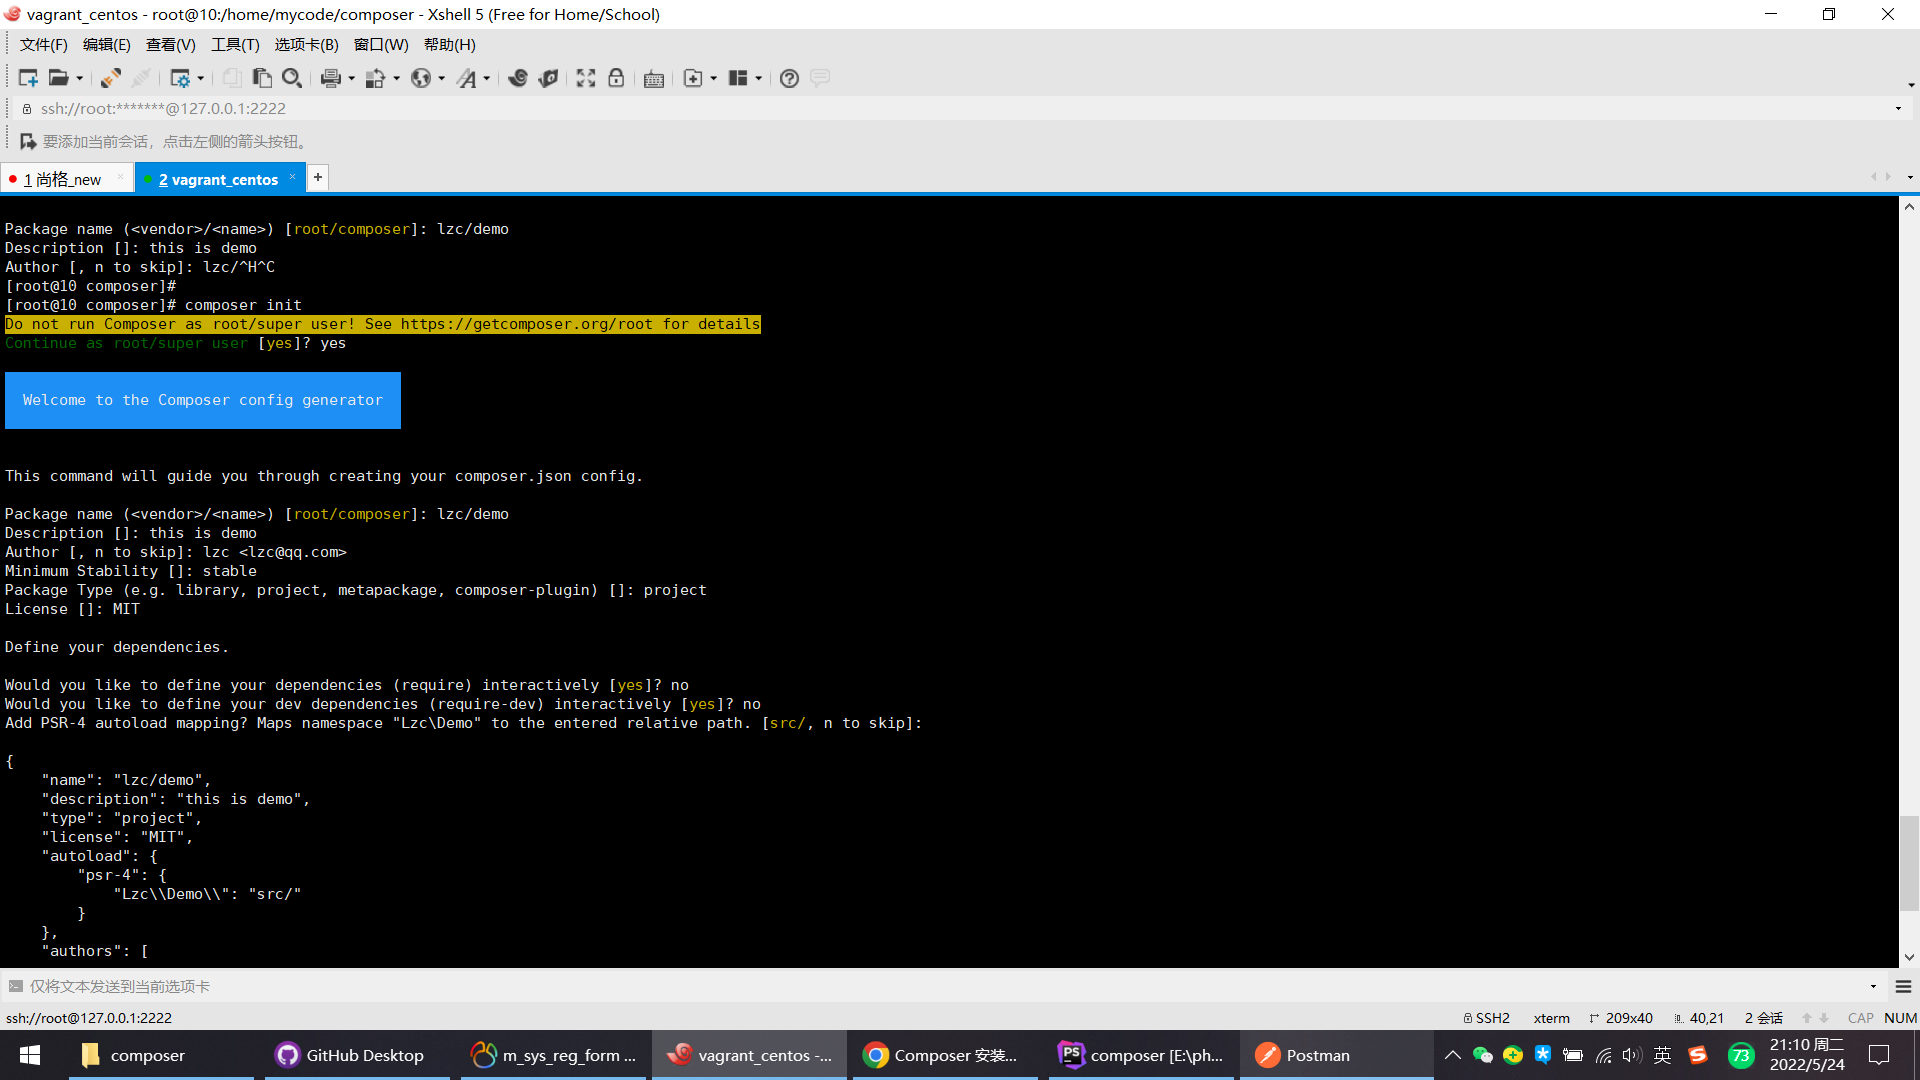 vagrant_centos - root@10:/home/mycode/composer - Xshell 5 (Free for Home/School)
文件(F) 编辑(E) 查看(V) 工具(T) 选项卡(B) 窗口(W) 帮助(H)
ssh://root:*******@127.0.0.1:2222
要添加当前会话，点击左侧的箭头按钮。
1 尚格_new
2 vagrant_centos
Package name (<vendor>/<name>) [root/composer]: lzc/demo
Description []: this is demo
Author [, n to skip]: lzc/^H^C
[root@10 composer]#
[root@10 composer]# composer init
Do not run Composer as root/super user! See https://getcomposer.org/root for details
Continue as root/super user [yes]? yes
Welcome to the Composer config generator
This command will guide you through creating your composer.json config.
Package name (<vendor>/<name>) [root/composer]: lzc/demo
Description []: this is demo
Author [, n to skip]: lzc <lzc@qq.com>
Minimum Stability []: stable
Package Type (e.g. library, project, metapackage, composer-plugin) []: project
License []: MIT
Define your dependencies.
Would you like to define your dependencies (require) interactively [yes]? no
Would you like to define your dev dependencies (require-dev) interactively [yes]? no
Add PSR-4 autoload mapping? Maps namespace "Lzc\Demo" to the entered relative path. [src/, n to skip]:
{
    "name": "lzc/demo",
    "description": "this is demo",
    "type": "project",
    "license": "MIT",
    "autoload": {
        "psr-4": {
            "Lzc\\Demo\\": "src/"
        }
    },
    "authors": [
仅将文本发送到当前选项卡
ssh://root@127.0.0.1:2222 SSH2 xterm 209x40 40,21 2 会话 CAP NUM
composer GitHub Desktop m_sys_reg_form ... vagrant_centos -... Composer 安装... composer [E:\ph... Postman 英 73 21:10 周二
2022/5/24